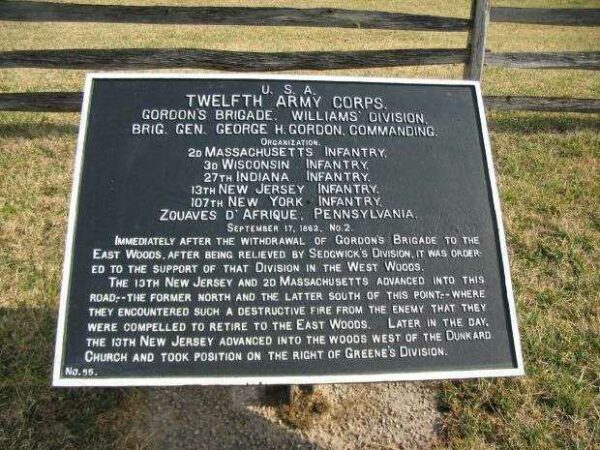 U. S. A.
TWELFTH ARMY CORPS.
GORDON'S BRIGADE, WILLIAMS' DIVISION,
BRIG. GEN. GEORGE H. GORDON, COMMANDING.
ORGANIZATION.
2D MASSACHUSETTS INFANTRY,
3D WISCONSIN INFANTRY,
27TH INDIANA INFANTRY,
13TH NEW JERSEY INFANTRY,
107TH NEW YORK INFANTRY,
ZOUAVES D'AFRIQUE, PENNSYLVANIA.
SEPTEMBER 17, 1862, NO. 2.
IMMEDIATELY AFTER THE WITHDRAWAL OF GORDON'S BRIGADE TO THE
EAST WOODS, AFTER BEING RELIEVED BY SEDGWICK'S DIVISION, IT WAS ORDER-
ED TO THE SUPPORT OF THAT DIVISION IN THE WEST WOODS.
THE 13TH NEW JERSEY AND 2D MASSACHUSETTS ADVANCED INTO THIS
ROAD,--THE FORMER NORTH AND THE LATTER SOUTH OF THIS POINT,--WHERE
THEY ENCOUNTERED SUCH A DESTRUCTIVE FIRE FROM THE ENEMY THAT THEY
WERE COMPELLED TO RETIRE TO THE EAST WOODS. LATER IN THE DAY,
THE 13TH NEW JERSEY ADVANCED INTO THE WOODS WEST OF THE DUNKARD
CHURCH AND TOOK POSITION ON THE RIGHT OF GREENE'S DIVISION.
NO.